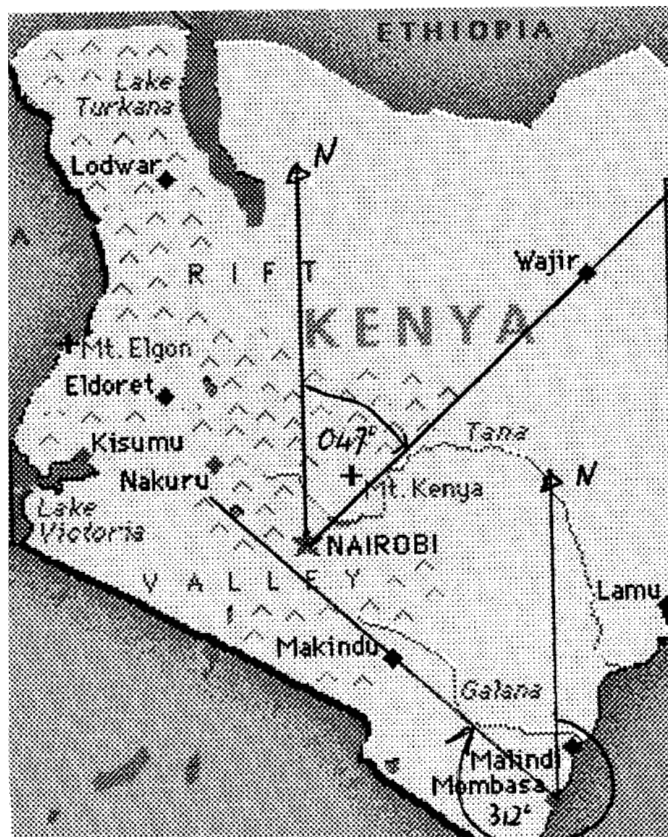 ETHIOPIA
Lake
Turkana
N
Lodwar
RIFT
Wajir
KENYA
Mt. Elgon
Eldoret
047°
Tana
Kisumu
Nakuru
Mt. Kenya
N
Lake
Victoria
NAIROBI
VALLEY
Lamu
Makindu
Galana
Malindi
Mombasa
312°